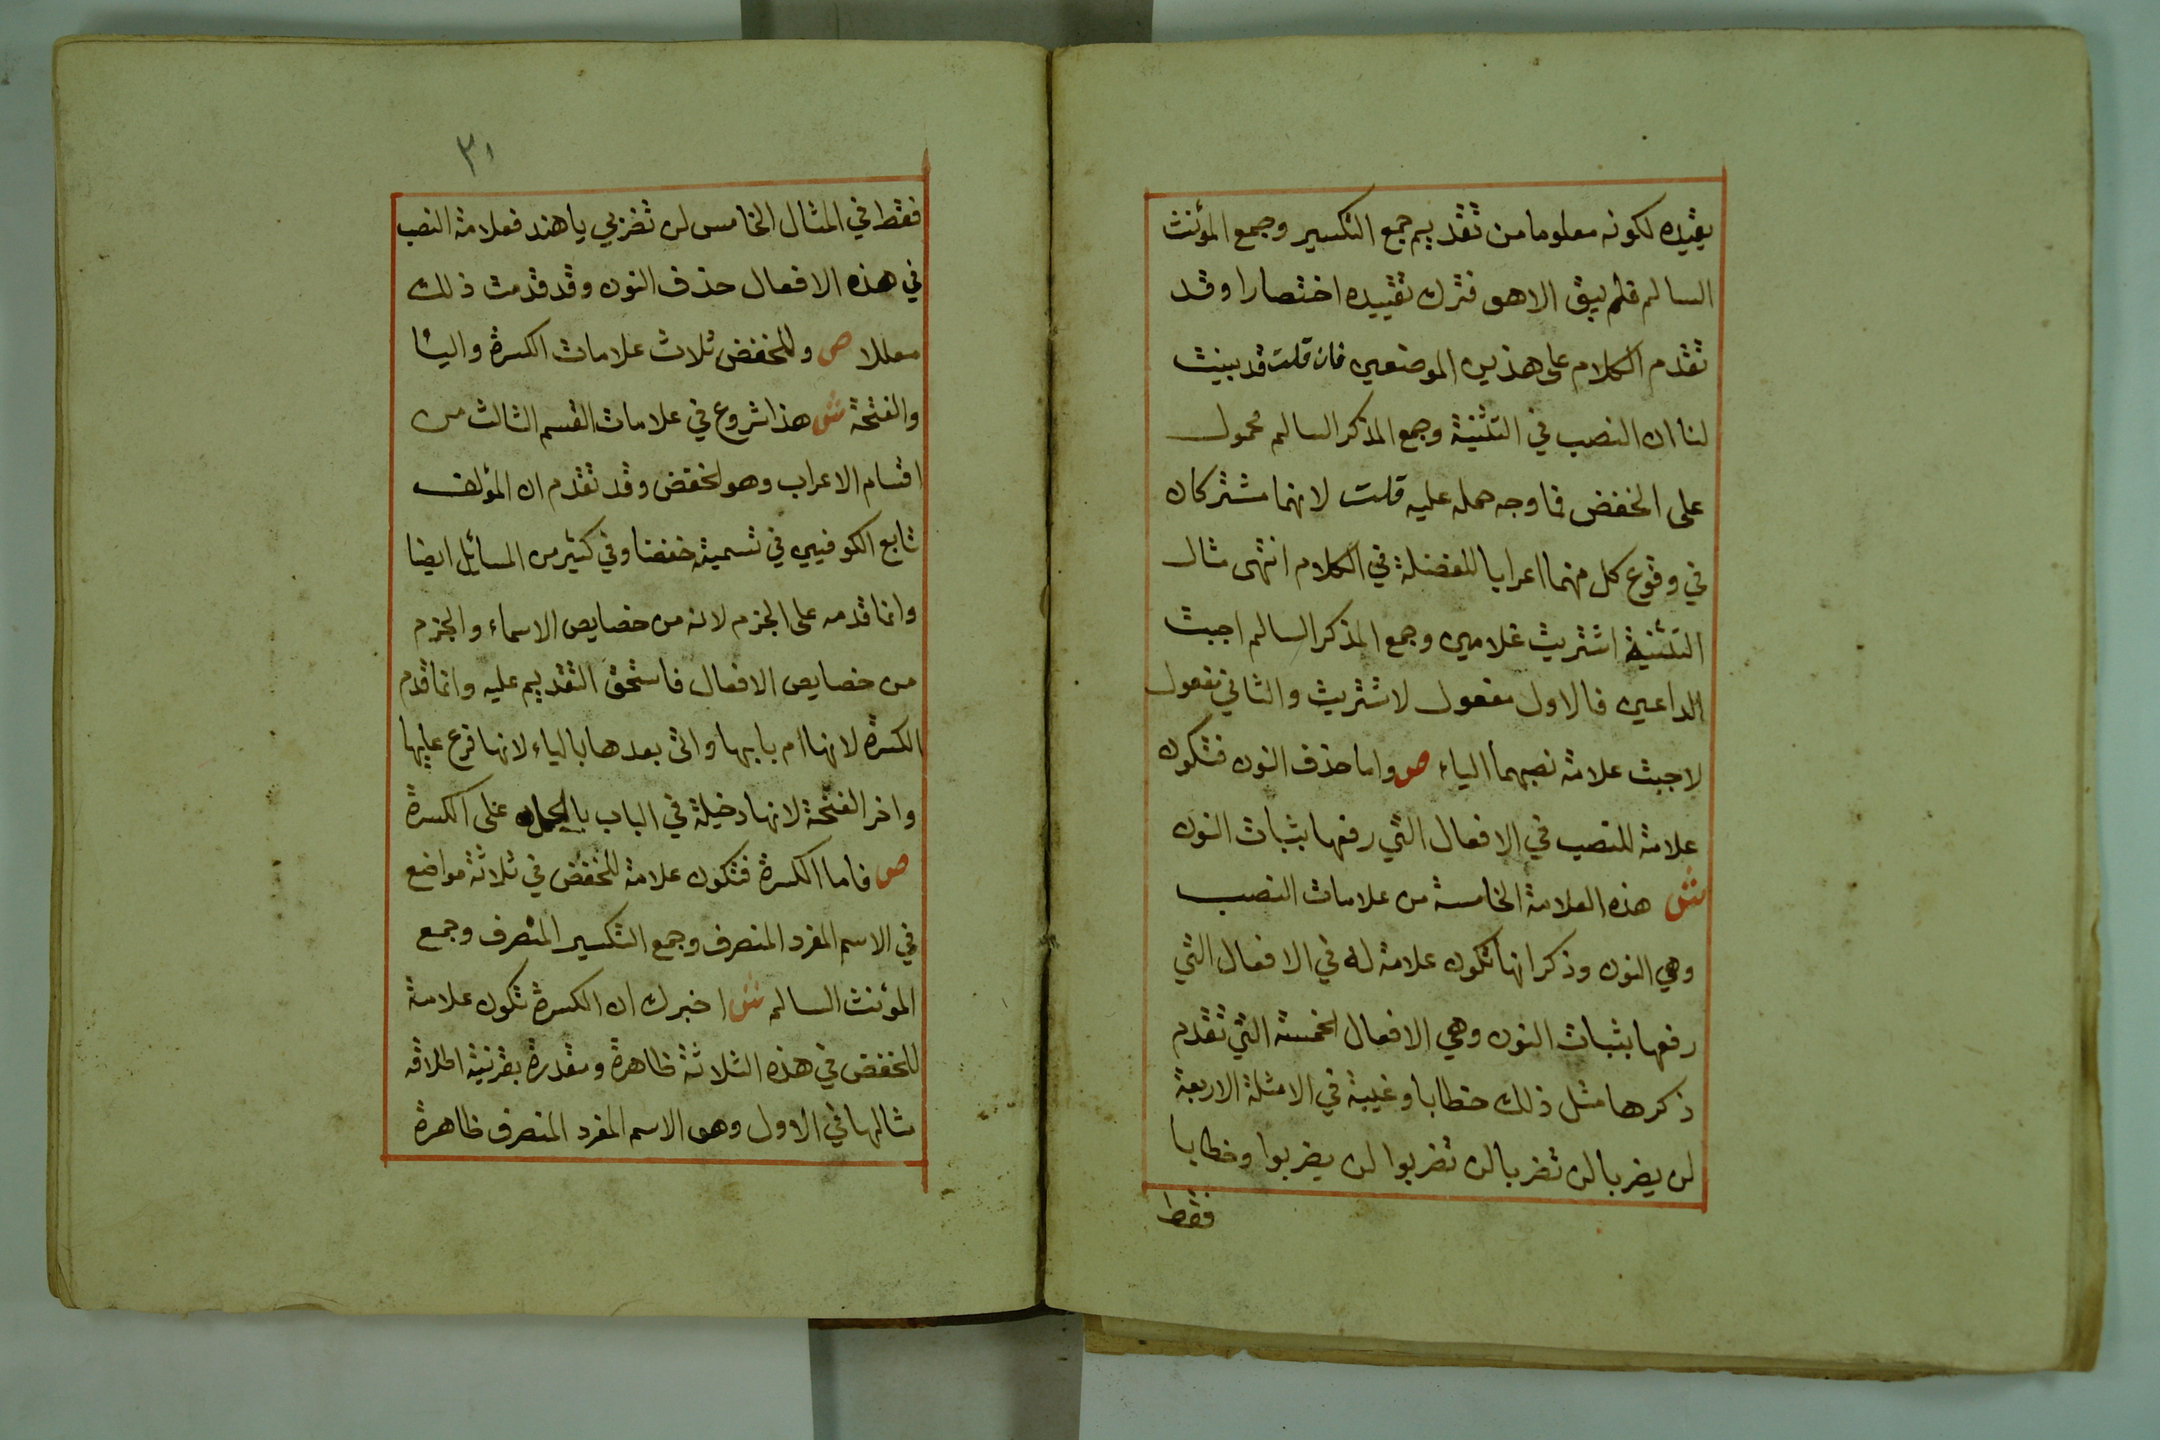 يقيده لكونه معلوما من تقديم جمع التكسير وجمع المؤنث
السالم فلم يبق الا هو فترك تقييده اختصارا وقد
تقدم الكلام على هذين الموضعين فان قلت قد بينت
لنا ان النصب في التثنية وجمع المذكر السالم محمول
على الخفض فما وجه حمله عليه قلت لانهما مشتركان
في وقوع كل منهما اعرابا للفضلة في الكلام انتهى مثال
التثنية اشتريت غلامين وجمع المذكر السالم اجبت
الداعين فالاول مفعول لاشتريت والثاني مفعول
لاجبت علامة نصبهما الياء ص واما حذف النون فتكون
علامة للنصب في الافعال التي رفعها بثبات النون
ش هذه العلامة الخامسة من علامات النصب
وهي النون وذكر انها تكون علامة له في الافعال التي
رفعها بثبات النون وهي الافعال الخمسة التي تقدم
ذكرها مثل ذلك خطابا وغيبة في الامثلة الاربعة
لن يضربا لن تضربا لن تضربوا لن يضربوا وخطابا
فقط
٣١
فقط في المثال الخامس لن تضربي يا هند فعلامة النصب
في هذه الافعال حذف النون وقد قدمت ذلك
معللا ص وللخفض ثلاث علامات الكسرة واليا
والفتحة ش هذا شروع في علامات القسم الثالث من
اقسام الاعراب وهو الخفض وقد تقدم ان المؤلف
تابع الكوفيين في تسميته خفضا وفي كثير من المسائل ايضا
وانما قدمه على الجزم لانه من خصايص الاسماء والجزم
من خصايص الافعال فاستحق التقديم عليه وانما قدم
الكسرة لانها ام بابها واتى بعدها بالياء لانها فرع عليها
واخر الفتحة لانها دخيلة في الباب بالحمل على الكسرة
ص فاما الكسرة فتكون علامة للخفض في ثلاثة مواضع
في الاسم المفرد المنصرف وجمع التكسير المنصرف وجمع
المؤنث السالم ش اخبرك ان الكسرة تكون علامة
للخفض في هذه الثلاثة ظاهرة ومقدرة بقرنية اطلاقه
مثالها في الاول وهو الاسم المفرد المنصرف ظاهرة